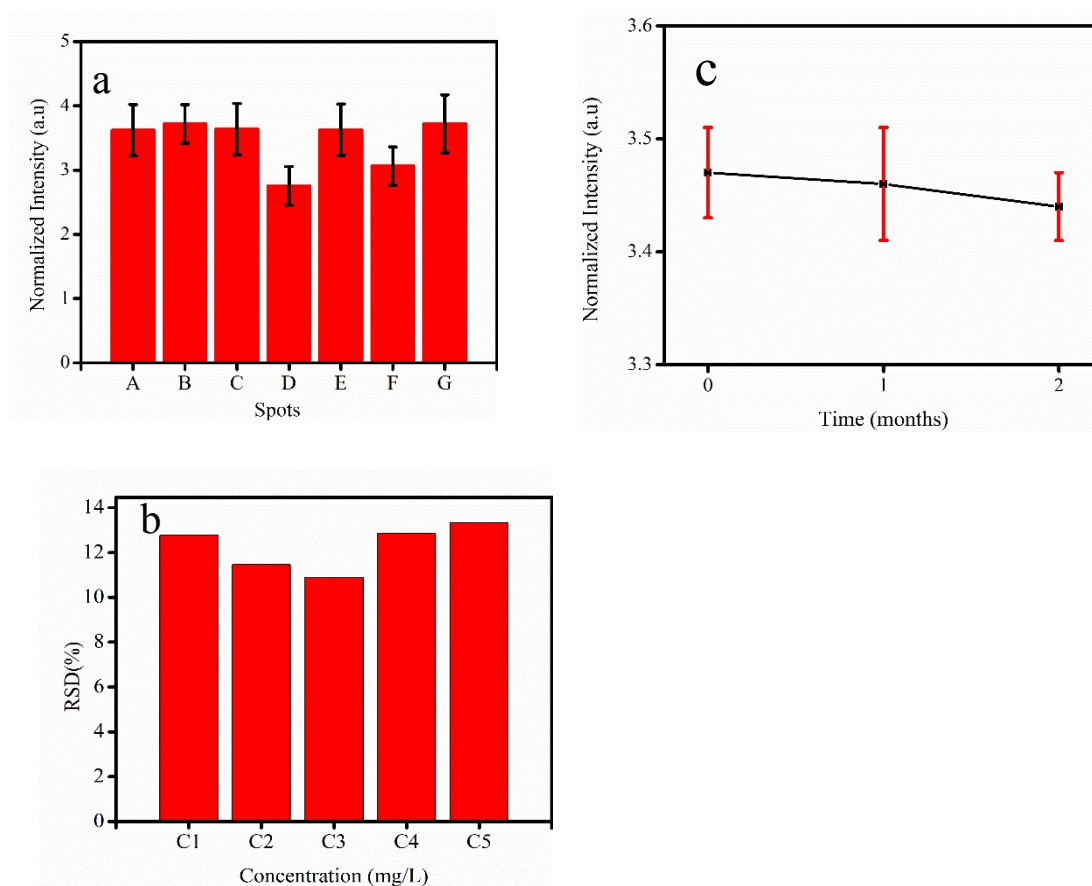 a
Normalized Intensity (a.u)
5
4
3
2
1
0
A B C D E F G
Spots
c
Normalized Intensity (a.u)
3.6
3.5
3.4
3.3
0 1 2
Time (months)
b
RSD(%)
14
12
10
8
6
4
2
0
C1 C2 C3 C4 C5
Concentration (mg/L)